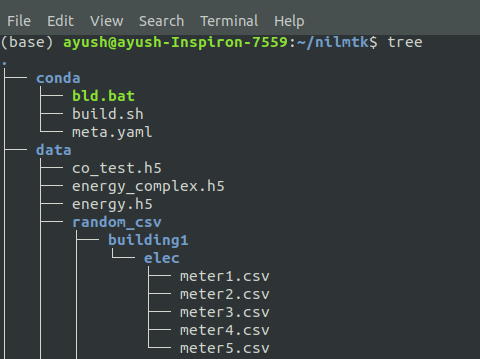 File Edit View Search Terminal Help
(base) ayush@ayush-Inspiron-7559:~/nilmtk$ tree
.
├── conda
│   ├── bld.bat
│   ├── build.sh
│   └── meta.yaml
├── data
│   ├── co_test.h5
│   ├── energy_complex.h5
│   ├── energy.h5
│   ├── random_csv
│   │   ├── building1
│   │   │   └── elec
│   │   │       ├── meter1.csv
│   │   │       ├── meter2.csv
│   │   │       ├── meter3.csv
│   │   │       ├── meter4.csv
│   │   │       └── meter5.csv